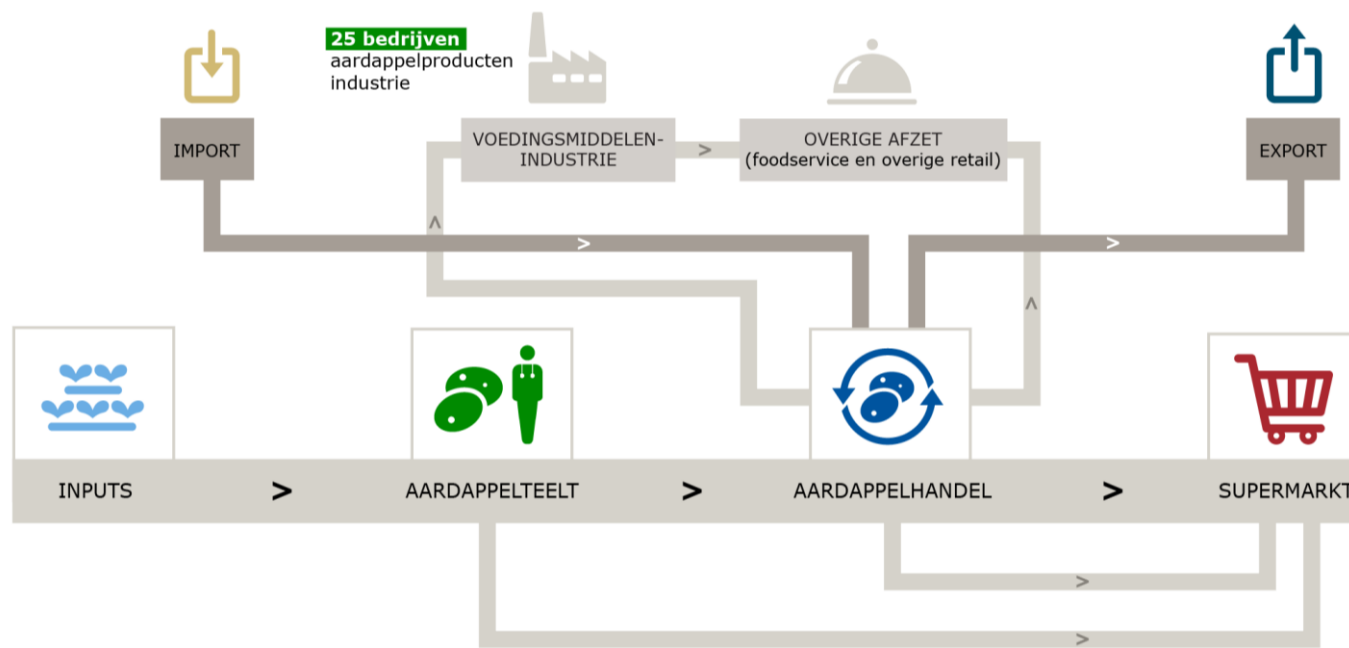 25 bedrijven
aardappelproducten
industrie
IMPORT
VOEDINGSMIDDELEN-
INDUSTRIE
>
OVERIGE AFZET
(foodservice en overige retail)
EXPORT
>
>
>
>
>
INPUTS
>
AARDAPPELTEELT
>
AARDAPPELHANDEL
>
SUPERMARKT
>
>